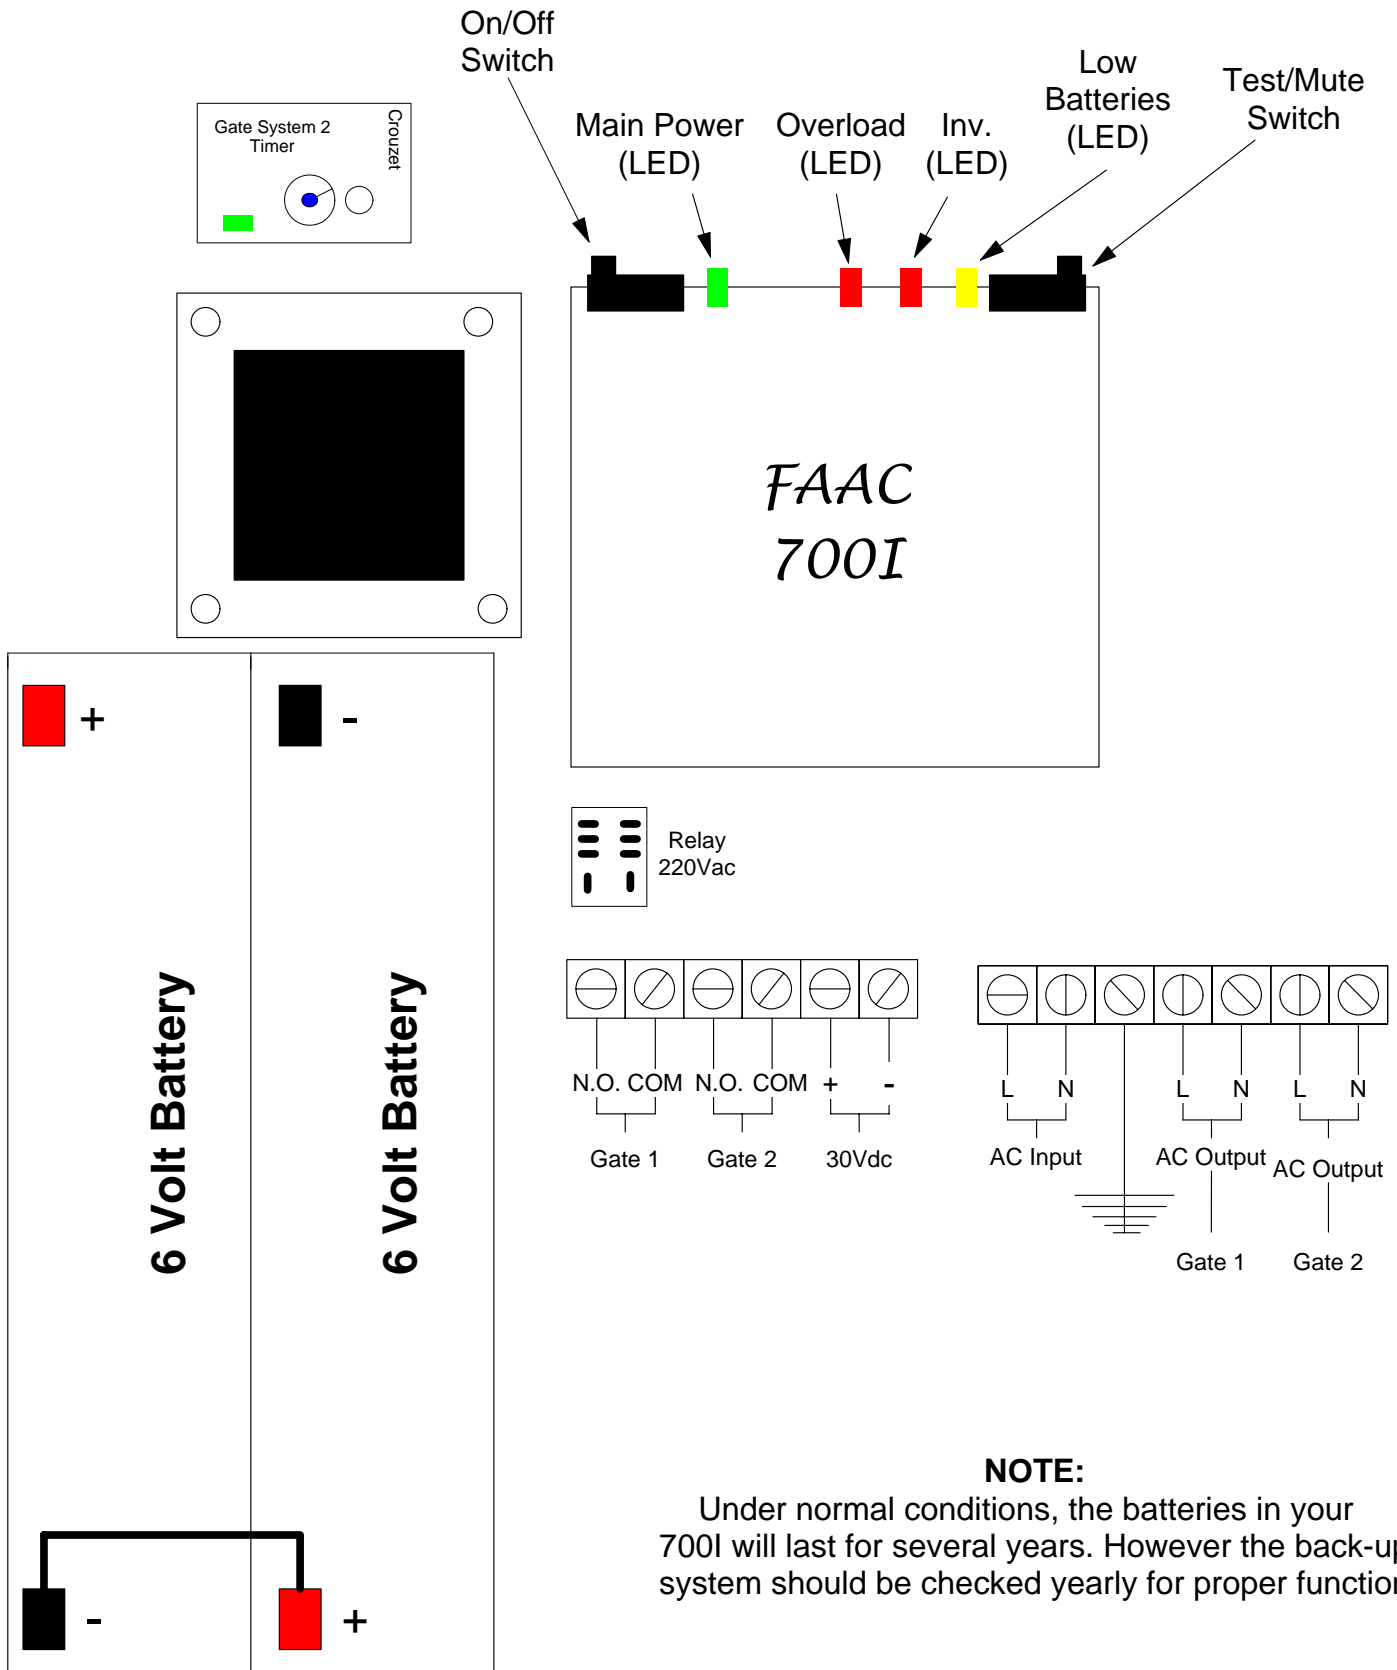 On/Off
Switch
Low
Batteries
(LED)
Test/Mute
Switch
Main Power
(LED)
Overload
(LED)
Inv.
(LED)
Gate System 2
Timer
Crouzet
FAAC
700I
+
-
Relay
220Vac
6 Volt Battery
6 Volt Battery
N.O. COM N.O. COM + -
Gate 1 Gate 2 30Vdc
L N L N L N
AC Input AC Output AC Output
Gate 1 Gate 2
NOTE:
Under normal conditions, the batteries in your
700I will last for several years. However the back-up
system should be checked yearly for proper function
-
+